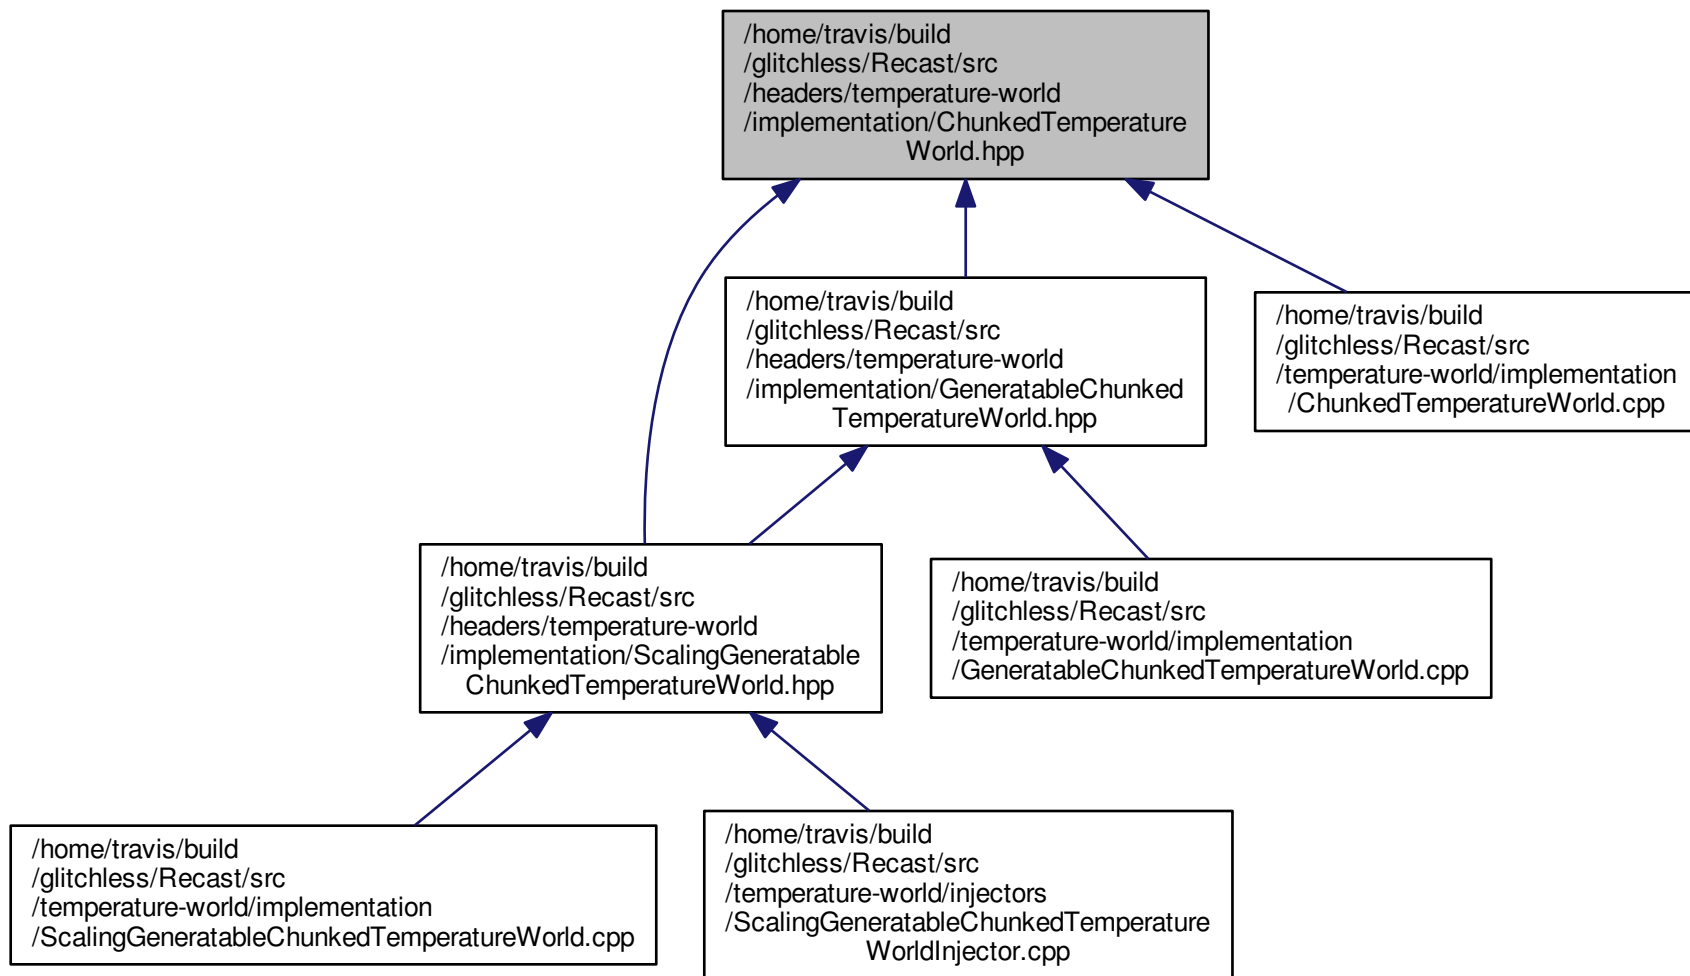 /home/travis/build
/glitchless/Recast/src
/headers/temperature-world
/implementation/ChunkedTemperature
World.hpp
/home/travis/build
/glitchless/Recast/src
/headers/temperature-world
/implementation/GeneratableChunked
TemperatureWorld.hpp
/home/travis/build
/glitchless/Recast/src
/temperature-world/implementation
/ChunkedTemperatureWorld.cpp
/home/travis/build
/glitchless/Recast/src
/headers/temperature-world
/implementation/ScalingGeneratable
ChunkedTemperatureWorld.hpp
/home/travis/build
/glitchless/Recast/src
/temperature-world/implementation
/GeneratableChunkedTemperatureWorld.cpp
/home/travis/build
/glitchless/Recast/src
/temperature-world/implementation
/ScalingGeneratableChunkedTemperatureWorld.cpp
/home/travis/build
/glitchless/Recast/src
/temperature-world/injectors
/ScalingGeneratableChunkedTemperature
WorldInjector.cpp